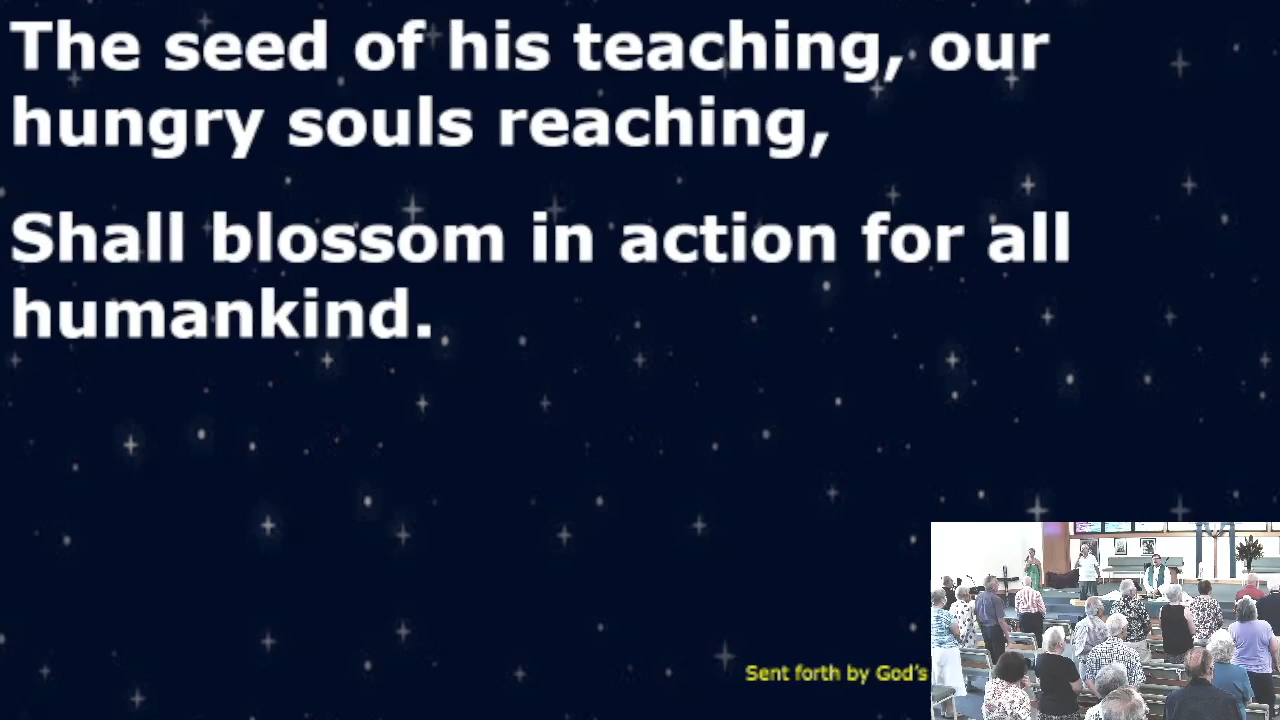 The seed of his teaching, our
hungry souls reaching,
Shall blossom in action for all
humankind.
Sent forth by God's